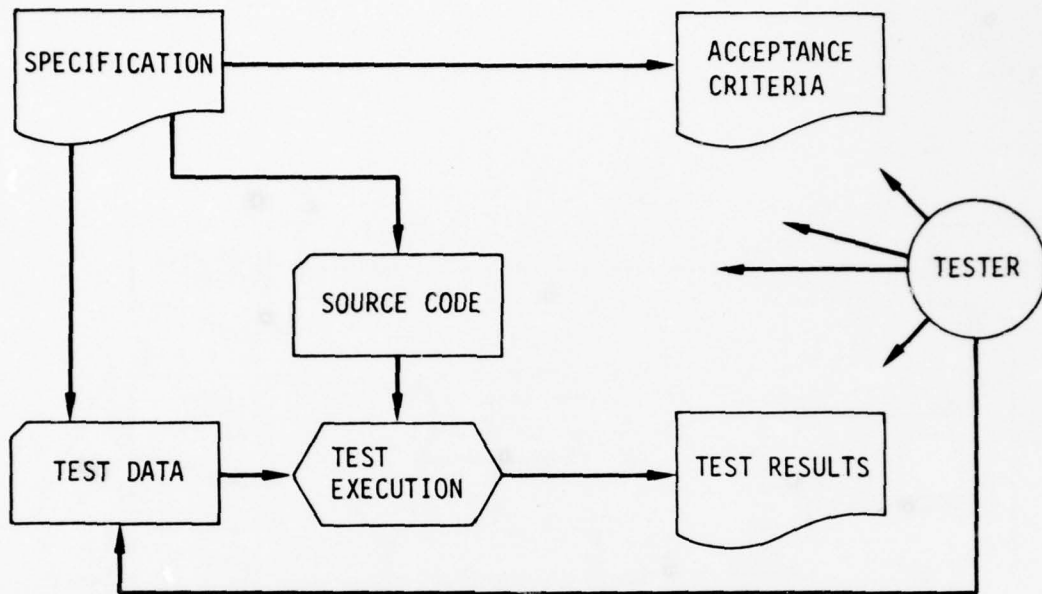 SPECIFICATION
ACCEPTANCE
CRITERIA
TESTER
SOURCE CODE
TEST DATA
TEST
EXECUTION
TEST RESULTS